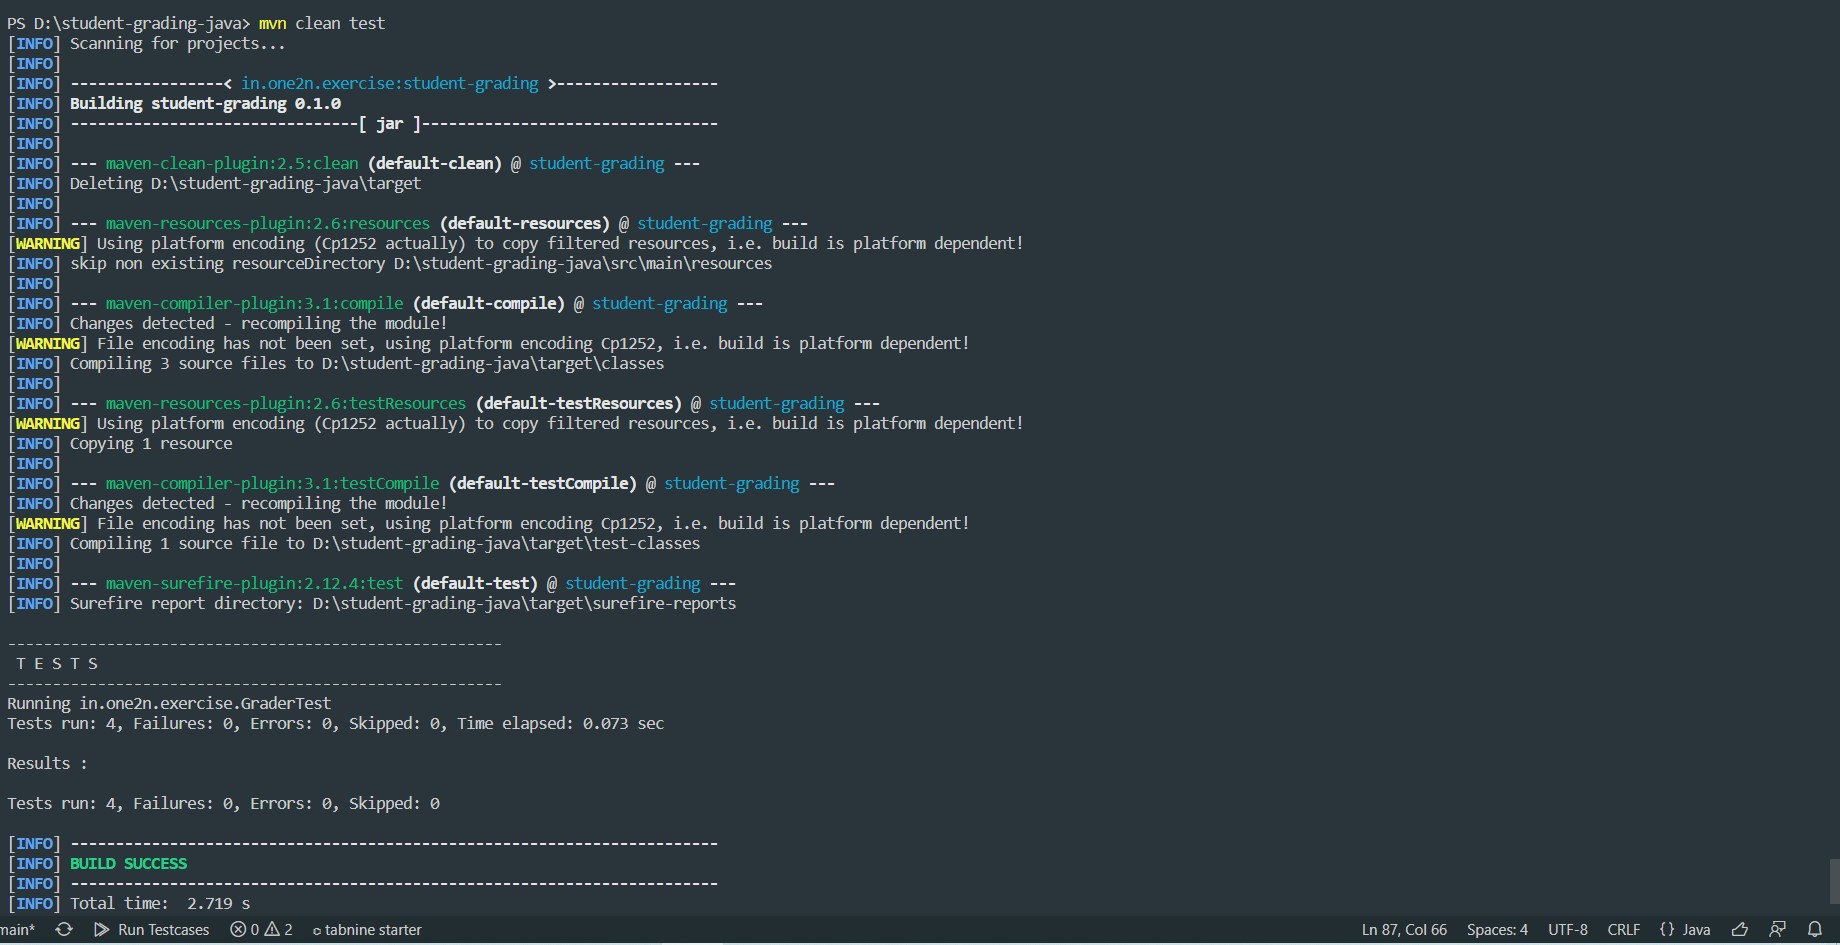 PS D:\student-grading-java> mvn clean test
[INFO] Scanning for projects...
[INFO]
[INFO] -----------------< in.one2n.exercise:student-grading >------------------
[INFO] Building student-grading 0.1.0
[INFO] --------------------------------[ jar ]---------------------------------
[INFO]
[INFO] --- maven-clean-plugin:2.5:clean (default-clean) @ student-grading ---
[INFO] Deleting D:\student-grading-java\target
[INFO]
[INFO] --- maven-resources-plugin:2.6:resources (default-resources) @ student-grading ---
[WARNING] Using platform encoding (Cp1252 actually) to copy filtered resources, i.e. build is platform dependent!
[INFO] skip non existing resourceDirectory D:\student-grading-java\src\main\resources
[INFO]
[INFO] --- maven-compiler-plugin:3.1:compile (default-compile) @ student-grading ---
[INFO] Changes detected - recompiling the module!
[WARNING] File encoding has not been set, using platform encoding Cp1252, i.e. build is platform dependent!
[INFO] Compiling 3 source files to D:\student-grading-java\target\classes
[INFO]
[INFO] --- maven-resources-plugin:2.6:testResources (default-testResources) @ student-grading ---
[WARNING] Using platform encoding (Cp1252 actually) to copy filtered resources, i.e. build is platform dependent!
[INFO] Copying 1 resource
[INFO]
[INFO] --- maven-compiler-plugin:3.1:testCompile (default-testCompile) @ student-grading ---
[INFO] Changes detected - recompiling the module!
[WARNING] File encoding has not been set, using platform encoding Cp1252, i.e. build is platform dependent!
[INFO] Compiling 1 source file to D:\student-grading-java\target\test-classes
[INFO]
[INFO] --- maven-surefire-plugin:2.12.4:test (default-test) @ student-grading ---
[INFO] Surefire report directory: D:\student-grading-java\target\surefire-reports
-------------------------------------------------------
T E S T S
-------------------------------------------------------
Running in.one2n.exercise.GraderTest
Tests run: 4, Failures: 0, Errors: 0, Skipped: 0, Time elapsed: 0.073 sec
Results :
Tests run: 4, Failures: 0, Errors: 0, Skipped: 0
[INFO] ------------------------------------------------------------------------
[INFO] BUILD SUCCESS
[INFO] ------------------------------------------------------------------------
[INFO] Total time:  2.719 s
main* Run Testcases 0 2 tabnine starter Ln 87, Col 66 Spaces: 4 UTF-8 CRLF {} Java